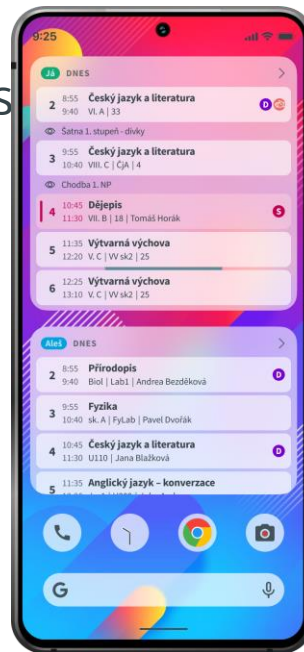 S
9:25
Já DNES
2 8:55 Český jazyk a literatura D
9:40 VI. A | 33
Šatna 1. stupeň - dívky
3 9:55 Český jazyk a literatura
10:40 VIII. C | ČjA | 4
Chodba 1. NP
4 10:45 Dějepis S
11:30 VII. B | 18 | Tomáš Horák
5 11:35 Výtvarná výchova
12:20 V. C | VV sk2 | 25
6 12:25 Výtvarná výchova
13:10 V. C | VV sk2 | 25
Aleš DNES
2 8:55 Přírodopis D
9:40 Biol | Lab1 | Andrea Bezděková
3 9:55 Fyzika
10:40 sk. A | FyLab | Pavel Dvořák
4 10:45 Český jazyk a literatura D
11:30 U110 | Jana Blažková
5 11:35 Anglický jazyk – konverzace
G